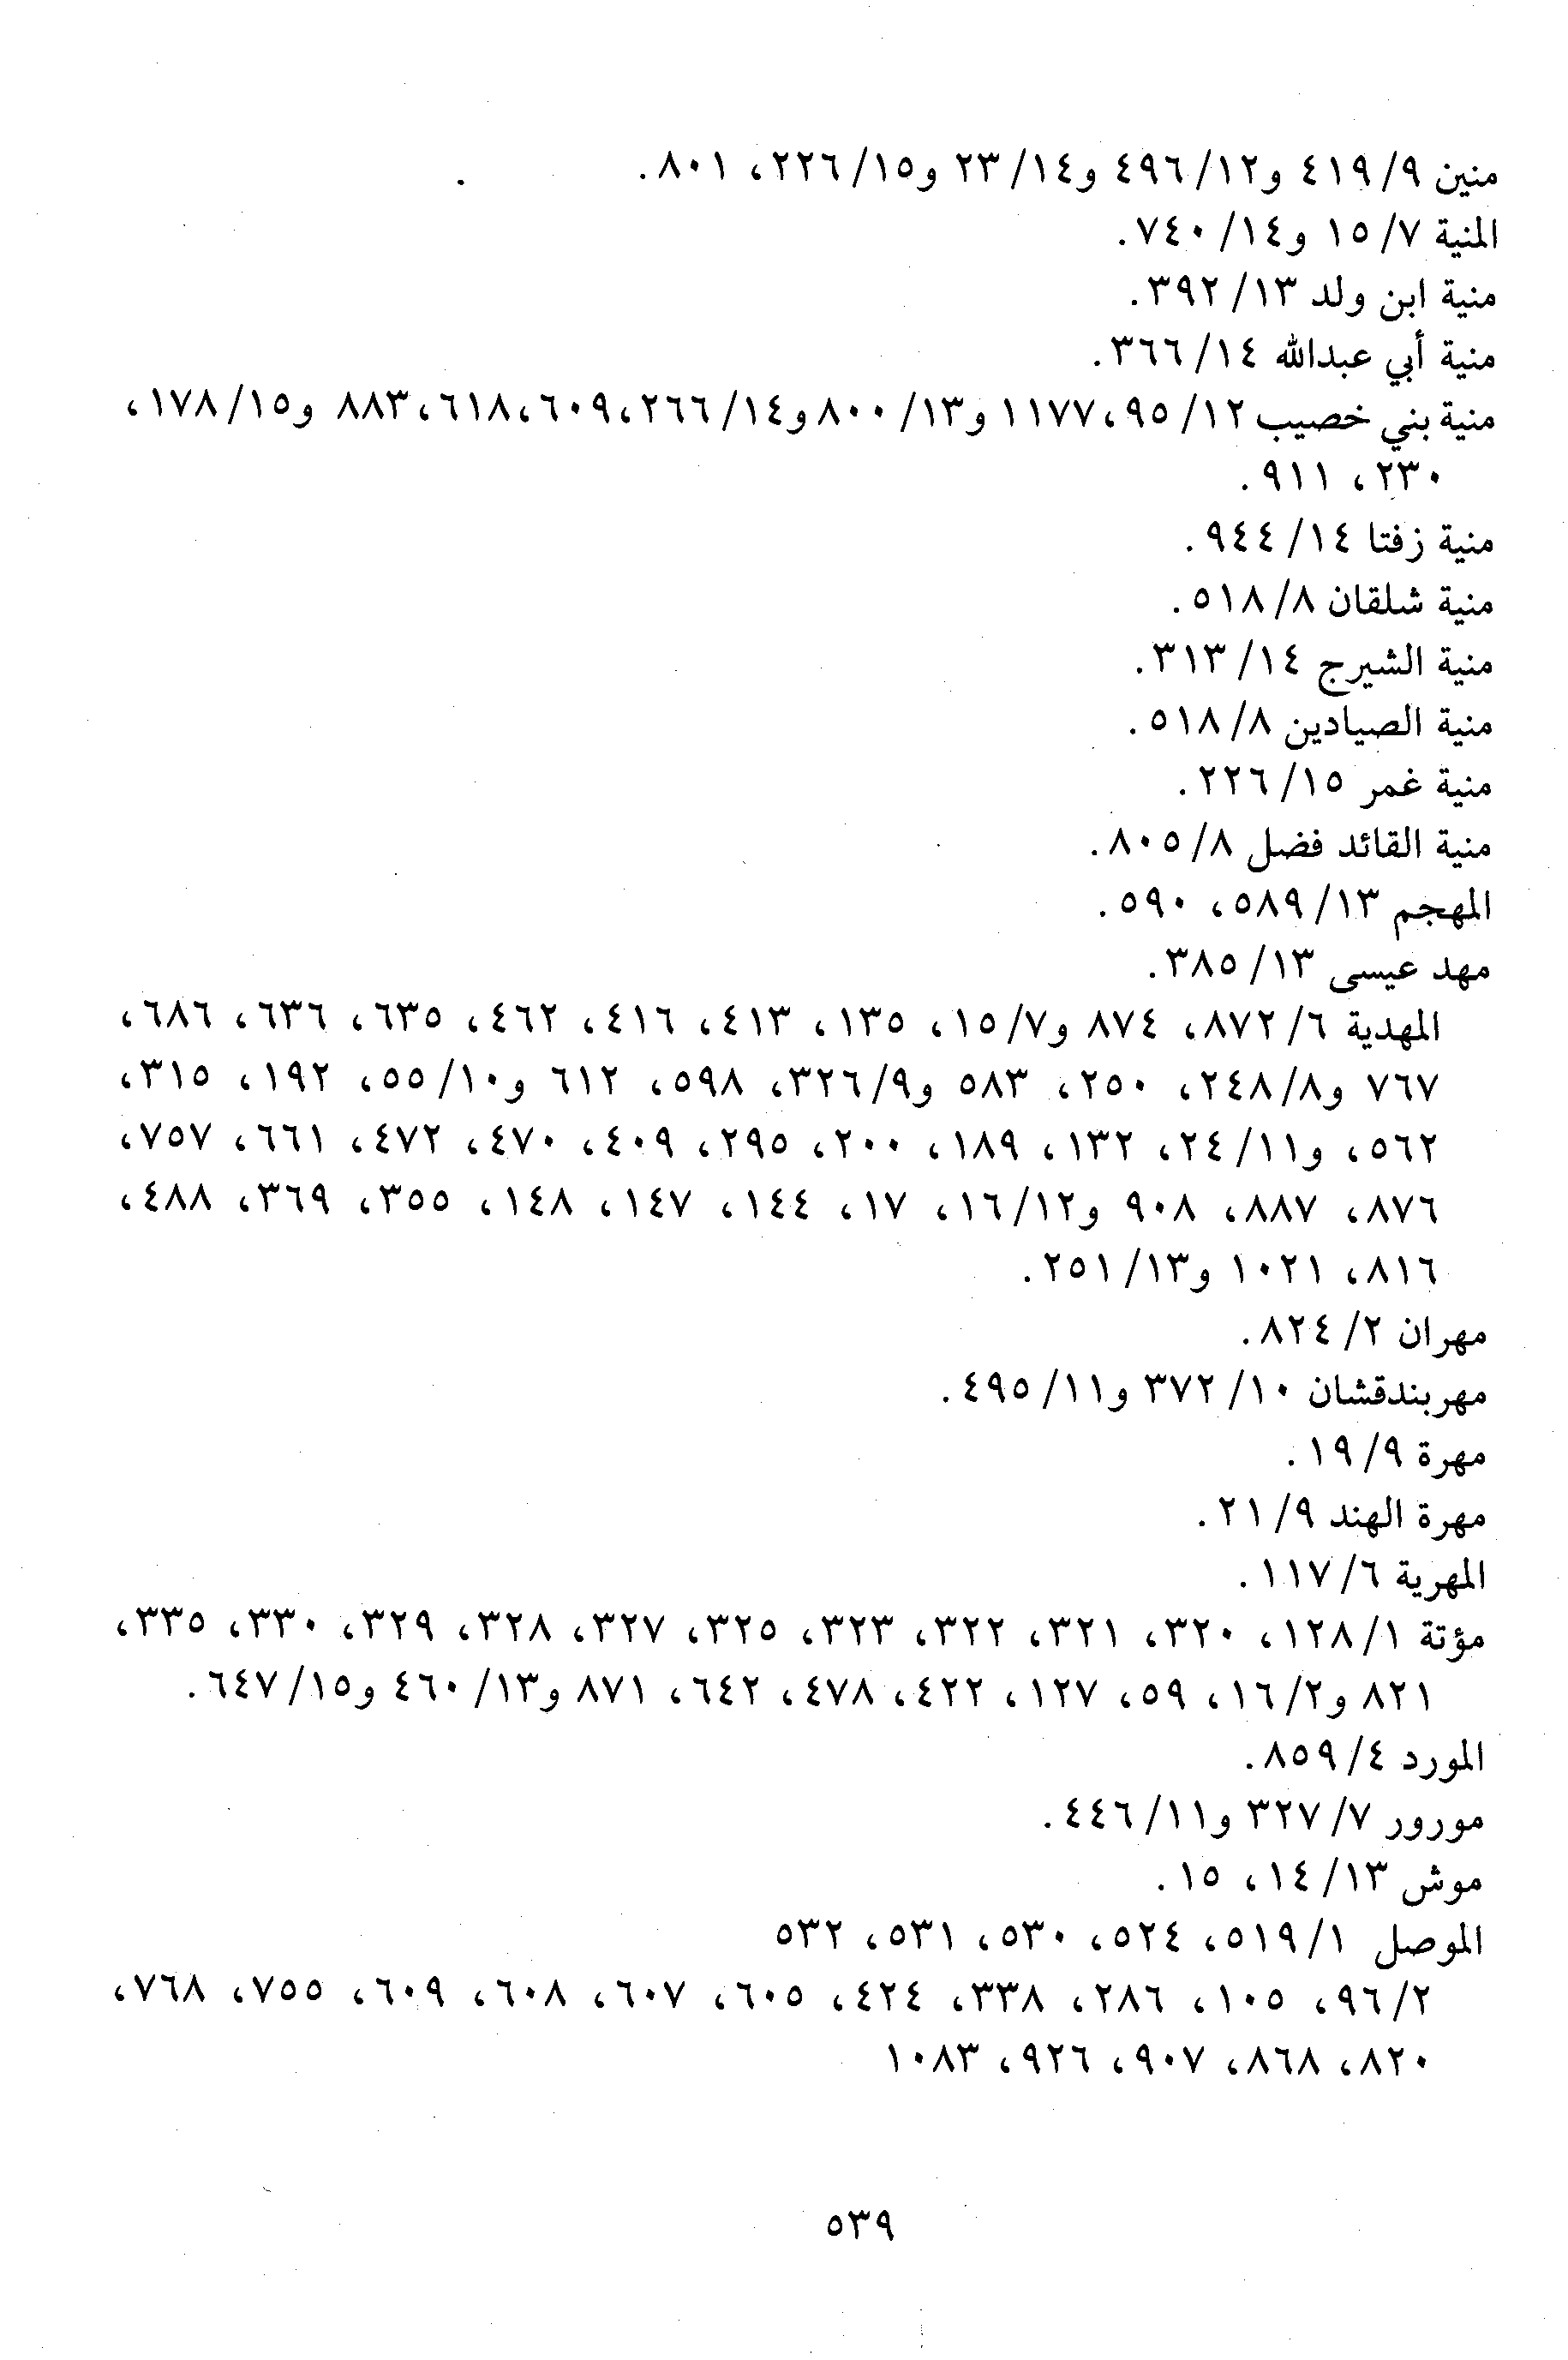 منين ٩/ ٤١٩ و١٢/ ٤٩٦ و١٤/ ٢٣ و١٥/ ٢٢٦، ٨٠١.
المنية ٧/ ١٥ و١٤/ ٧٤٠.
منية ابن ولد ١٣/ ٣٩٢.
منية أبي عبدالله ١٤/ ٣٦٦.
منية بني خصيب ١٢/ ٩٥، ١١٧٧ و١٣/ ٨٠٠ و١٤/ ٢٦٦، ٦٠٩، ٦١٨، ٨٨٣ و١٥/ ١٧٨،
٢٣٠، ٩١١.
منية زفتا ١٤/ ٩٤٤.
منية شلقان ٨/ ٥١٨.
منية الشيرج ١٤/ ٣١٣.
منية الصيادين ٨/ ٥١٨.
منية غمر ١٥/ ٢٢٦.
منية القائد فضل ٨/ ٨٠٥.
المهجم ١٣/ ٥٨٩، ٥٩٠.
مهد عيسى ١٣/ ٣٨٥.
المهدية ٦/ ٨٧٢، ٨٧٤ و٧/ ١٥، ١٣٥، ٤١٣، ٤١٦، ٤٦٢، ٦٣٥، ٦٣٦، ٦٨٦،
٧٦٧ و٨/ ٢٤٨، ٢٥٠، ٥٨٣ و٩/ ٣٢٦، ٥٩٨، ٦١٢ و١٠/ ٥٥، ١٩٢، ٣١٥،
٥٦٢، و١١/ ٢٤، ١٣٢، ١٨٩، ٢٠٠، ٢٩٥، ٤٠٩، ٤٧٠، ٤٧٢، ٦٦١، ٧٥٧،
٨٧٦، ٨٨٧، ٩٠٨ و١٢/ ١٦، ١٧، ١٤٤، ١٤٧، ١٤٨، ٣٥٥، ٣٦٩، ٤٨٨،
٨١٦، ١٠٢١ و١٣/ ٢٥١.
مهران ٢/ ٨٢٤.
مهربندقشان ١٠/ ٣٧٢ و١١/ ٤٩٥.
مهرة ٩/ ١٩.
مهرة الهند ٩/ ٢١.
المهرية ٦/ ١١٧.
مؤتة ١/ ١٢٨، ٣٢٠، ٣٢١، ٣٢٢، ٣٢٣، ٣٢٥، ٣٢٧، ٣٢٨، ٣٢٩، ٣٣٠، ٣٣٥،
٨٢١ و٢/ ١٦، ٥٩، ١٢٧، ٤٢٢، ٤٧٨، ٦٤٢، ٨٧١ و١٣/ ٤٦٠ و١٥/ ٦٤٧.
المورد ٤/ ٨٥٩.
مورور ٧/ ٣٢٧ و١١/ ٤٤٦.
موش ١٣/ ١٤، ١٥.
الموصل ١/ ٥١٩، ٥٢٤، ٥٣٠، ٥٣١، ٥٣٢
٢/ ٩٦، ١٠٥، ٢٨٦، ٣٣٨، ٤٢٤، ٦٠٥، ٦٠٧، ٦٠٨، ٦٠٩، ٧٥٥، ٧٦٨،
٨٢٠، ٨٦٨، ٩٠٧، ٩٢٦، ١٠٨٣
٥٣٩